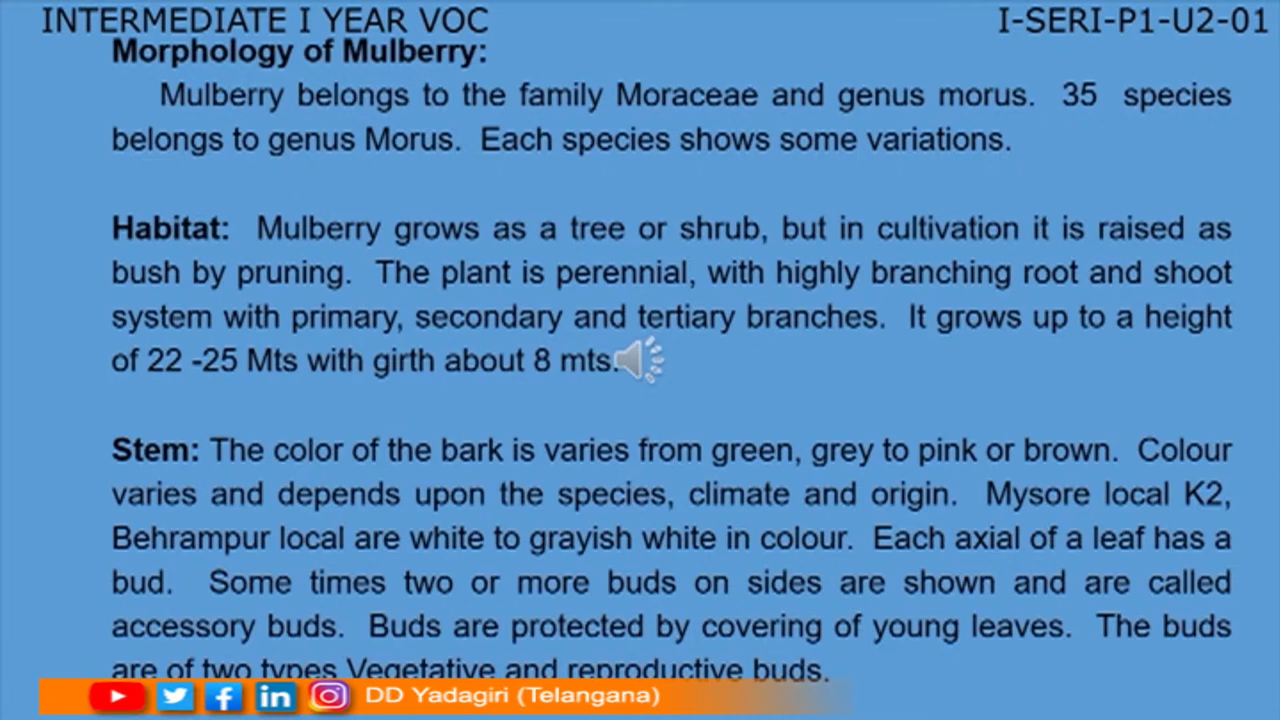 INTERMEDIATE I YEAR VOC
I-SERI-P1-U2-01
Morphology of Mulberry:
Mulberry belongs to the family Moraceae and genus morus. 35 species
belongs to genus Morus. Each species shows some variations.
Habitat: Mulberry grows as a tree or shrub, but in cultivation it is raised as
bush by pruning. The plant is perennial, with highly branching root and shoot
system with primary, secondary and tertiary branches. It grows up to a height
of 22 -25 Mts with girth about 8 mts.
Stem: The color of the bark is varies from green, grey to pink or brown. Colour
varies and depends upon the species, climate and origin. Mysore local K2,
Behrampur local are white to grayish white in colour. Each axial of a leaf has a
bud. Some times two or more buds on sides are shown and are called
accessory buds. Buds are protected by covering of young leaves. The buds
are of two types Vegetative and reproductive buds.
DD Yadagiri (Telangana)